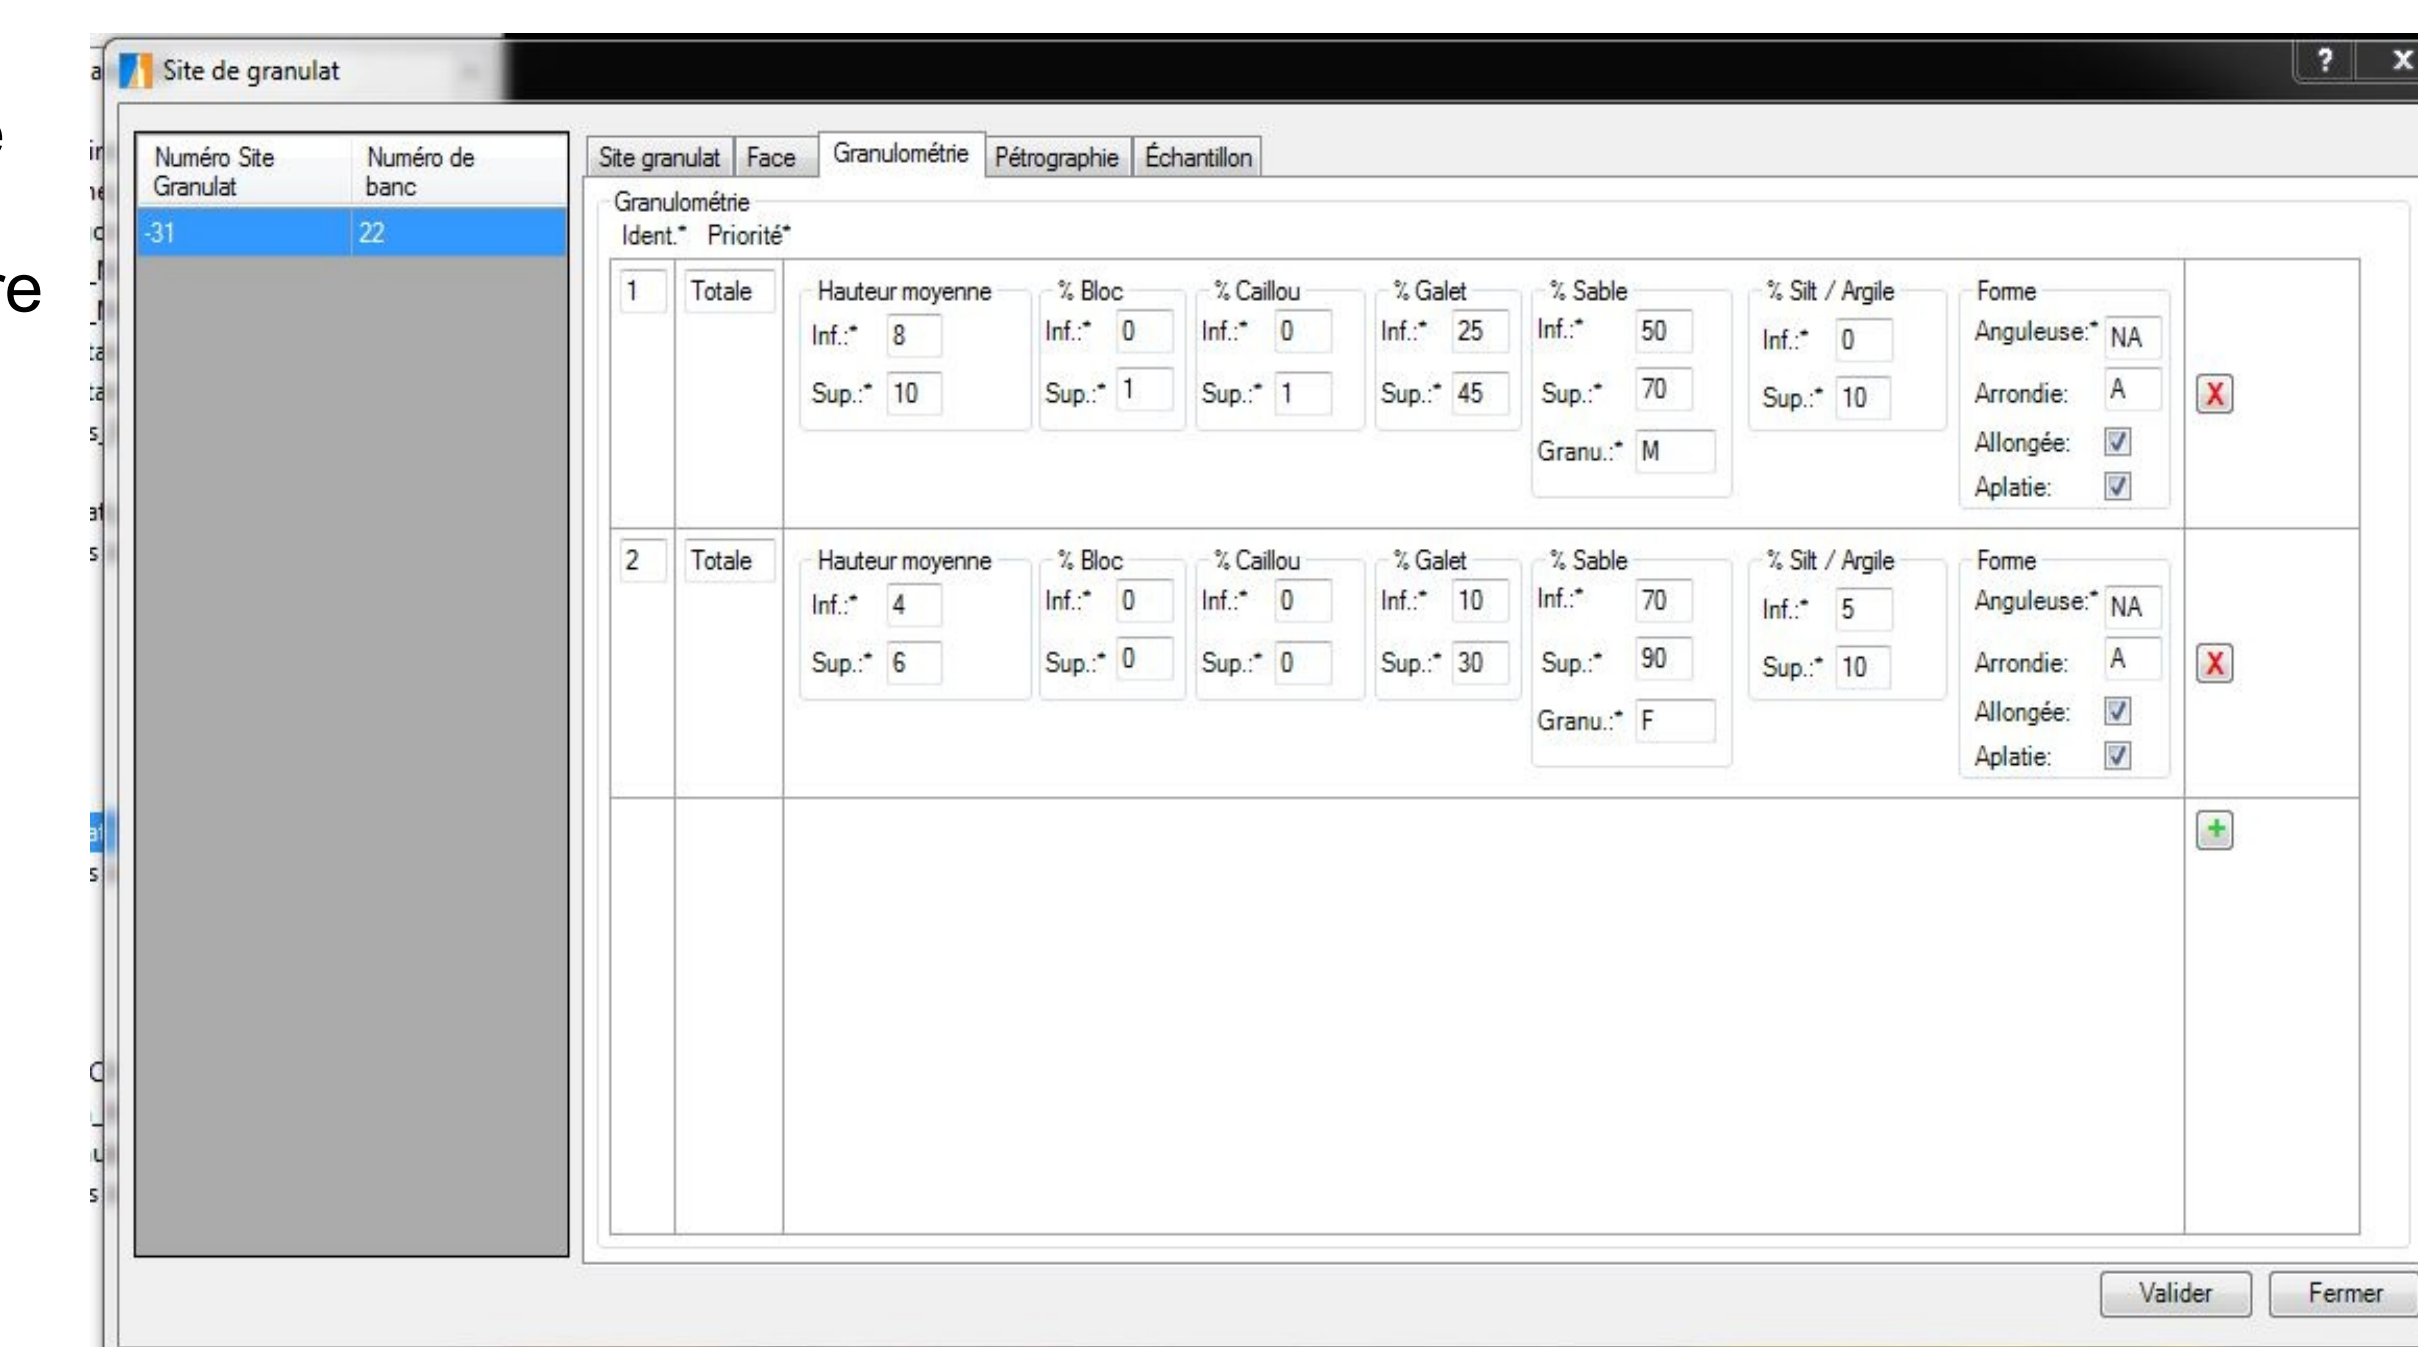 Site de granulat
?
X
re
Numéro Site Granulat
Numéro de banc
-31
22
Site granulat
Face
Granulométrie
Pétrographie
Échantillon
Granulométrie
Ident.* Priorité*
1
Totale
Hauteur moyenne
% Bloc
% Caillou
% Galet
% Sable
% Silt / Argile
Forme
Inf.:* 8
Inf.:* 0
Inf.:* 0
Inf.:* 25
Inf.:* 50
Inf.:* 0
Anguleuse:* NA
Sup.:* 10
Sup.:* 1
Sup.:* 1
Sup.:* 45
Sup.:* 70
Sup.:* 10
Arrondie: A
X
Granu.:* M
Allongée:
Aplatie:
2
Totale
Hauteur moyenne
% Bloc
% Caillou
% Galet
% Sable
% Silt / Argile
Forme
Inf.:* 4
Inf.:* 0
Inf.:* 0
Inf.:* 10
Inf.:* 70
Inf.:* 5
Anguleuse:* NA
Sup.:* 6
Sup.:* 0
Sup.:* 0
Sup.:* 30
Sup.:* 90
Sup.:* 10
Arrondie: A
X
Granu.:* F
Allongée:
Aplatie:
+
Valider
Fermer